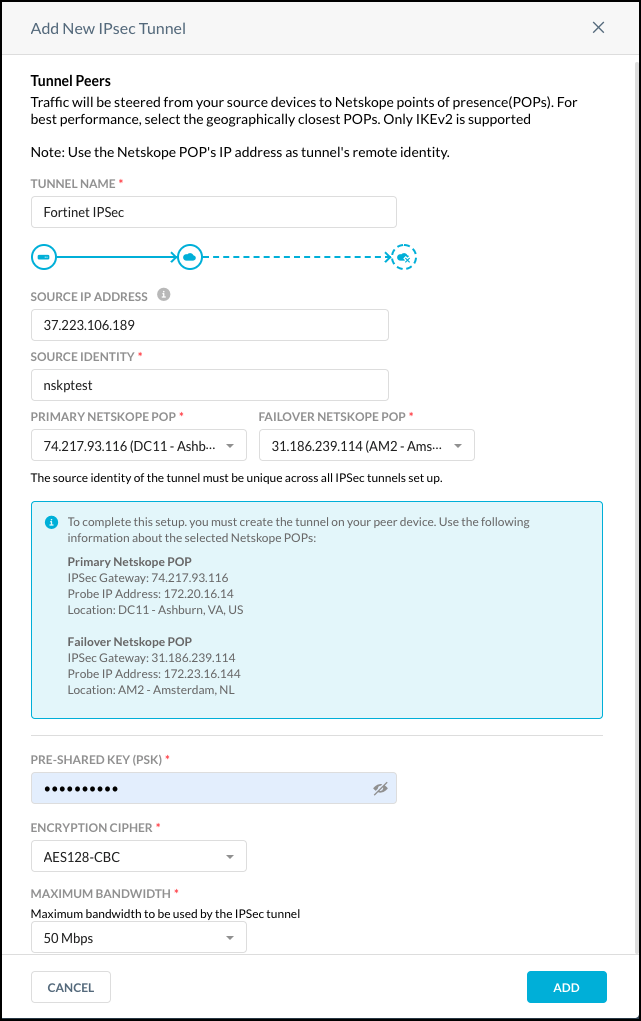 Add New IPsec Tunnel
Tunnel Peers
Traffic will be steered from your source devices to Netskope points of presence(POPs). For
best performance, select the geographically closest POPs. Only IKEv2 is supported
Note: Use the Netskope POP's IP address as tunnel's remote identity.
TUNNEL NAME *
Fortinet IPSec
SOURCE IP ADDRESS
37.223.106.189
SOURCE IDENTITY *
nskptest
PRIMARY NETSKOPE POP * FAILOVER NETSKOPE POP *
74.217.93.116 (DC11 - Ashb... 31.186.239.114 (AM2 - Ams...
The source identity of the tunnel must be unique across all IPSec tunnels set up.
To complete this setup. you must create the tunnel on your peer device. Use the following
information about the selected Netskope POPs:
Primary Netskope POP
IPSec Gateway: 74.217.93.116
Probe IP Address: 172.20.16.14
Location: DC11 - Ashburn, VA, US
Failover Netskope POP
IPSec Gateway: 31.186.239.114
Probe IP Address: 172.23.16.144
Location: AM2 - Amsterdam, NL
PRE-SHARED KEY (PSK) *
••••••••••
ENCRYPTION CIPHER *
AES128-CBC
MAXIMUM BANDWIDTH *
Maximum bandwidth to be used by the IPSec tunnel
50 Mbps
CANCEL ADD